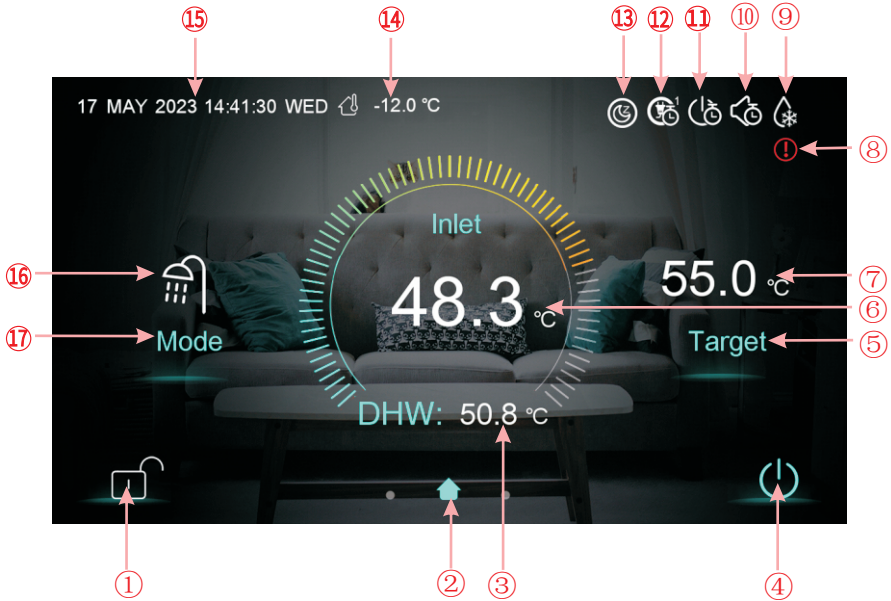 ⑮ ⑭ ⑬ ⑫ ⑪ ⑩ ⑨
17 MAY 2023 14:41:30 WED -12.0 ℃
⑧
Inlet
⑯ 55.0 ℃ ⑦
48.3 ℃ ⑥
⑰ Mode Target ⑤
DHW: 50.8 ℃
① ② ③ ④